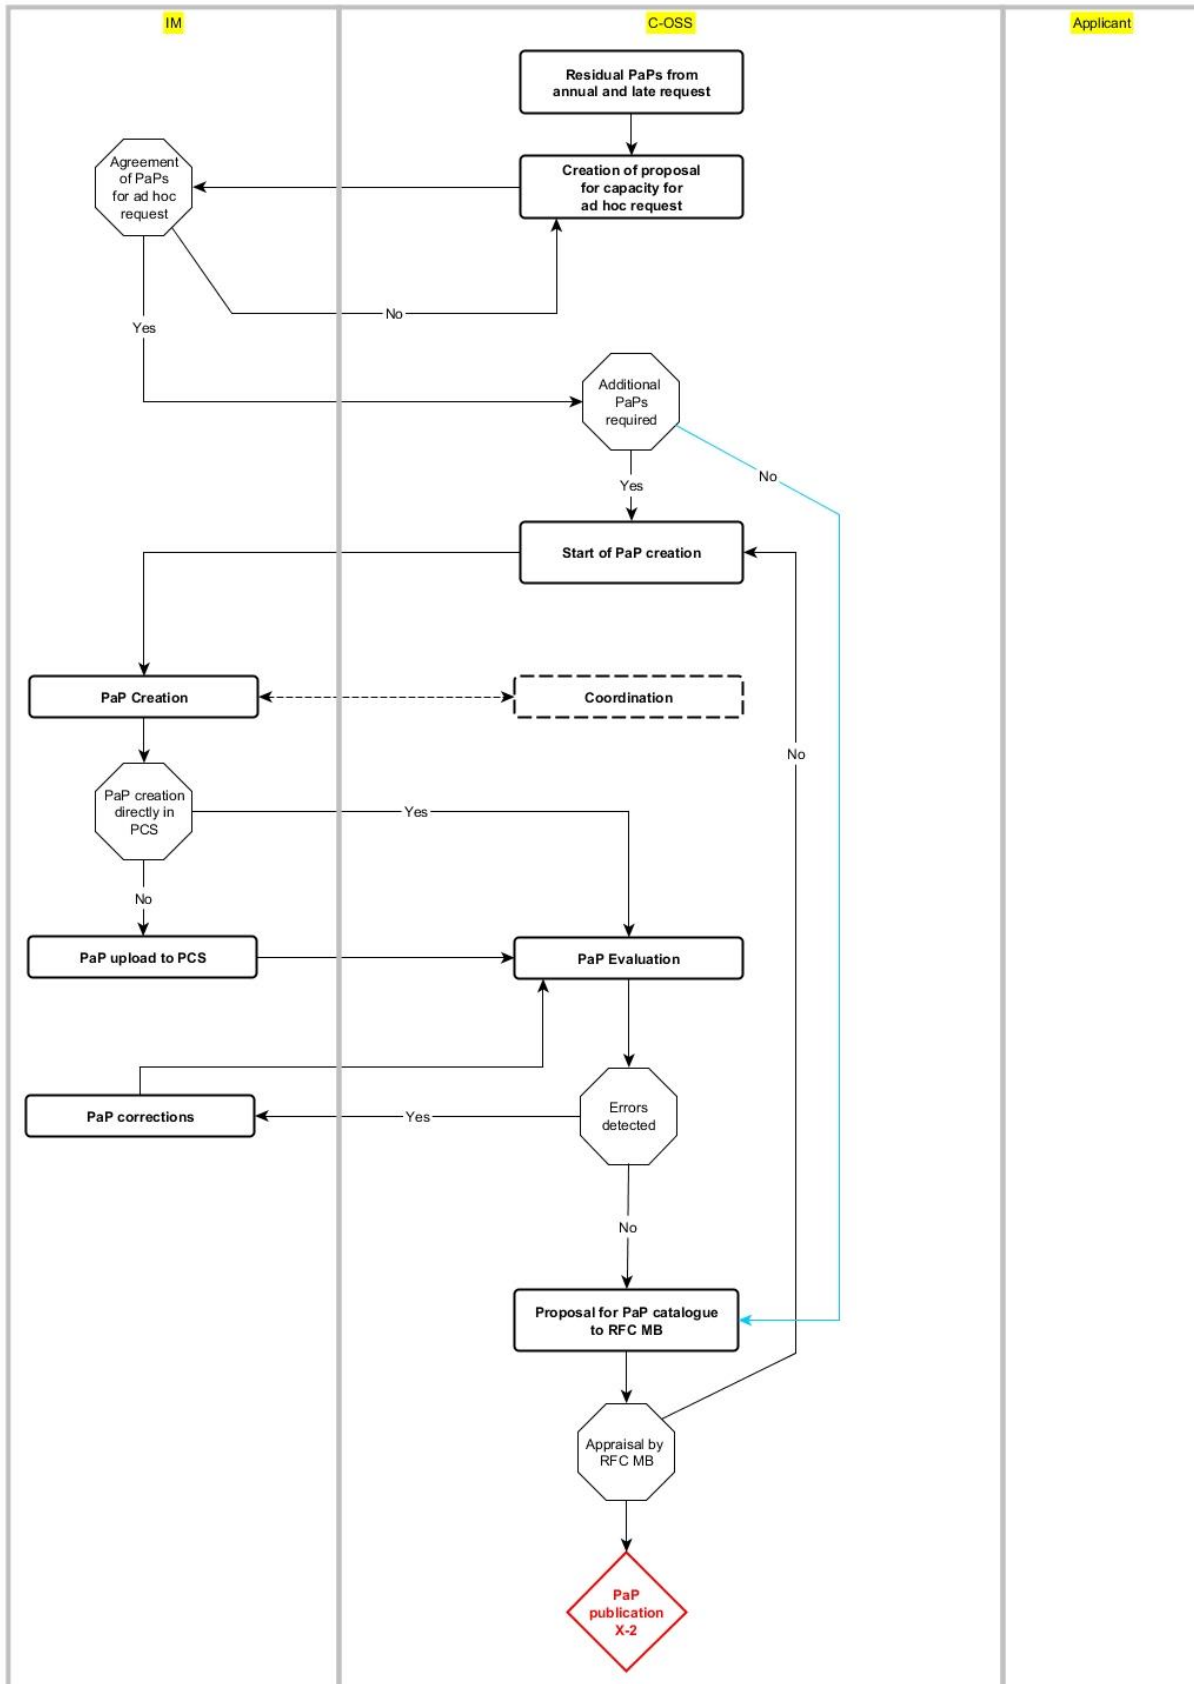 IM
C-OSS
Applicant
Residual PaPs from
annual and late request
Agreement
of PaPs
for ad hoc
request
Creation of proposal
for capacity for
ad hoc request
No
Yes
Additional
PaPs
required
No
Yes
Start of PaP creation
PaP Creation
Coordination
No
PaP creation
directly in
PCS
Yes
No
PaP upload to PCS
PaP Evaluation
PaP corrections
Yes
Errors
detected
No
Proposal for PaP catalogue
to RFC MB
Appraisal by
RFC MB
PaP
publication
X-2